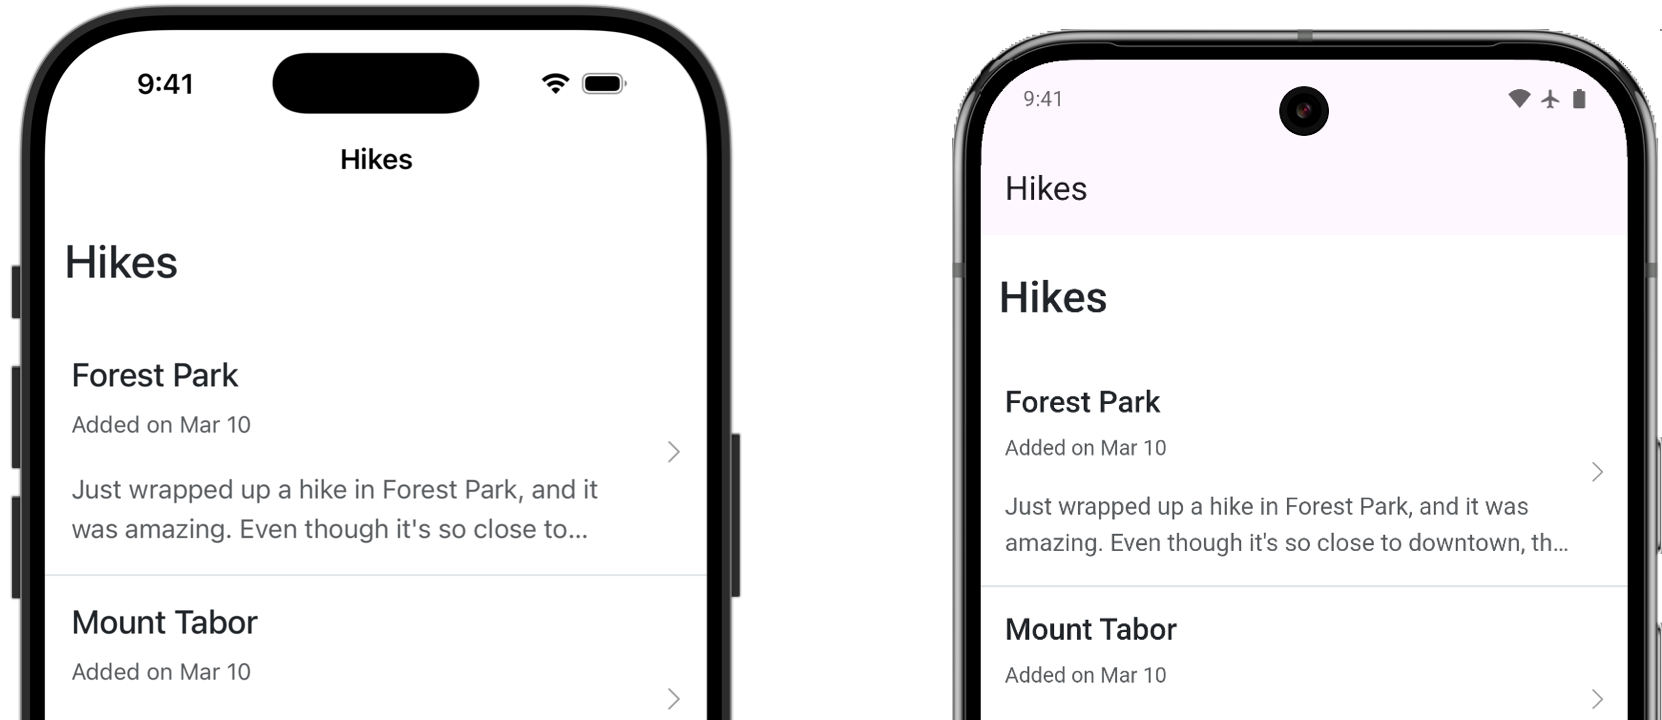 9:41
Hikes
Hikes
Forest Park
Added on Mar 10
Just wrapped up a hike in Forest Park, and it
was amazing. Even though it's so close to...
Mount Tabor
Added on Mar 10
9:41
Hikes
Hikes
Forest Park
Added on Mar 10
Just wrapped up a hike in Forest Park, and it was
amazing. Even though it's so close to downtown, th...
Mount Tabor
Added on Mar 10